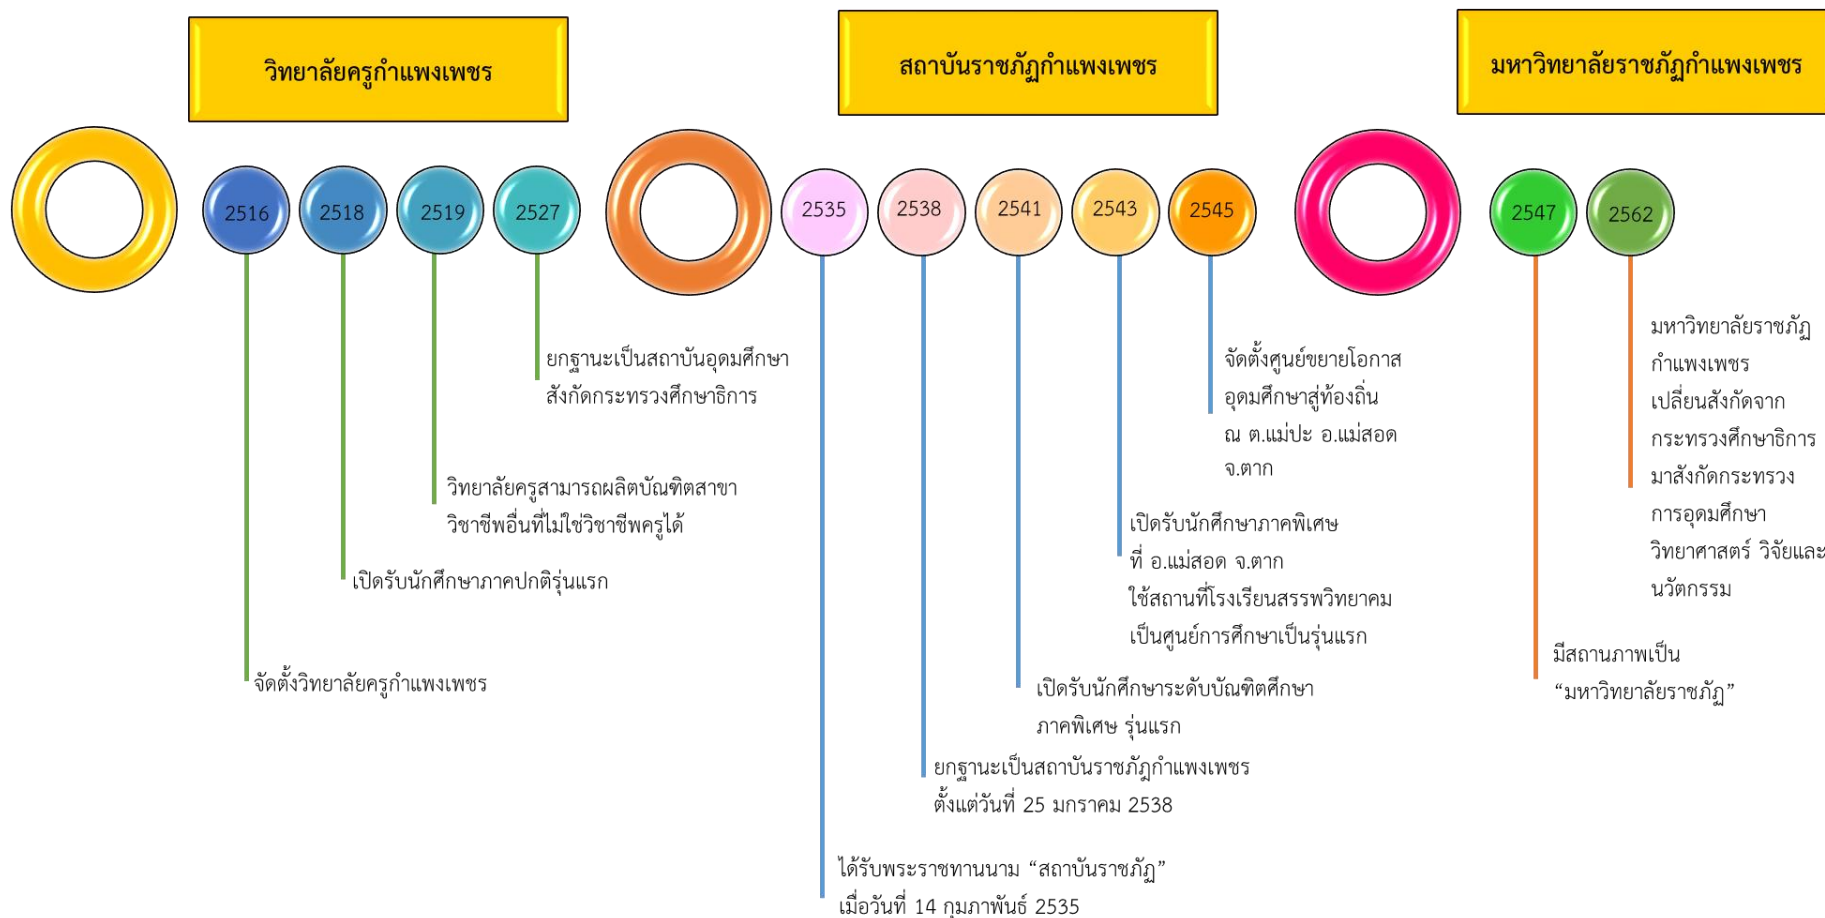 วิทยาลัยครูกำแพงเพชร
สถาบันราชภัฏกำแพงเพชร
มหาวิทยาลัยราชภัฏกำแพงเพชร
2516
2518
2519
2527
2535
2538
2541
2543
2545
2547
2562
ยกฐานะเป็นสถาบันอุดมศึกษา
สังกัดกระทรวงศึกษาธิการ
วิทยาลัยครูสามารถผลิตบัณฑิตสาขา
วิชาชีพอื่นที่ไม่ใช่วิชาชีพครูได้
เปิดรับนักศึกษาภาคปกติรุ่นแรก
จัดตั้งวิทยาลัยครูกำแพงเพชร
จัดตั้งศูนย์ขยายโอกาส
อุดมศึกษาสู่ท้องถิ่น
ณ ต.แม่ปะ อ.แม่สอด
จ.ตาก
เปิดรับนักศึกษาภาคพิเศษ
ที่ อ.แม่สอด จ.ตาก
ใช้สถานที่โรงเรียนสรรพวิทยาคม
เป็นศูนย์การศึกษาเป็นรุ่นแรก
เปิดรับนักศึกษาระดับบัณฑิตศึกษา
ภาคพิเศษ รุ่นแรก
ยกฐานะเป็นสถาบันราชภัฏกำแพงเพชร
ตั้งแต่วันที่ 25 มกราคม 2538
ได้รับพระราชทานนาม “สถาบันราชภัฏ”
เมื่อวันที่ 14 กุมภาพันธ์ 2535
มหาวิทยาลัยราชภัฏ
กำแพงเพชร
เปลี่ยนสังกัดจาก
กระทรวงศึกษาธิการ
มาสังกัดกระทรวง
การอุดมศึกษา
วิทยาศาสตร์ วิจัยและ
นวัตกรรม
มีสถานภาพเป็น
“มหาวิทยาลัยราชภัฏ”